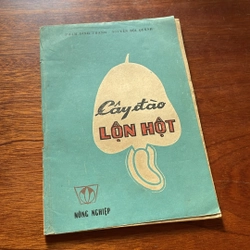 Cây đào
LỘN HỘT
NÔNG NGHIỆP